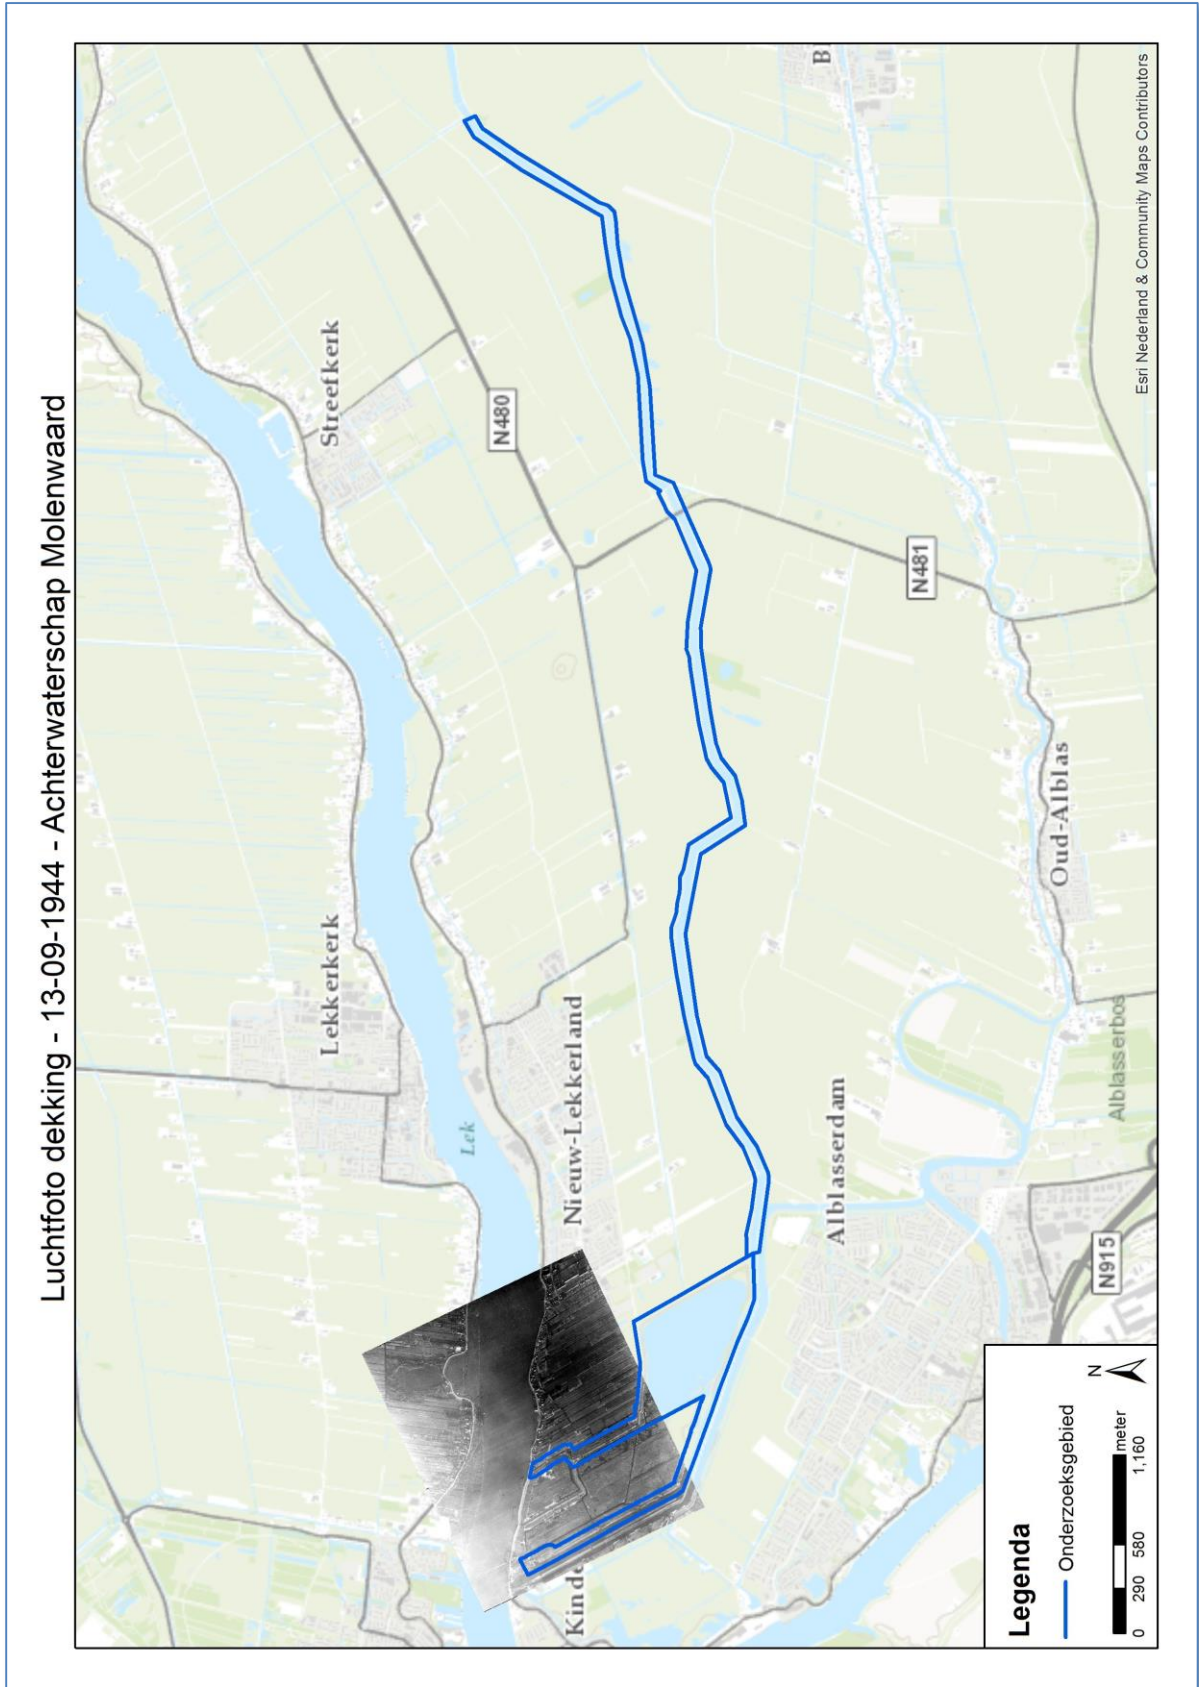 Luchtfoto dekking - 13-09-1944 - Achterwaterschap Molenwaard
Streefkerk
Lekkerkerk
N480
Lek
Nieuw-Lekkerland
N481
B
Kinde
Alblasserdam
Oud-Alblas
Alblasserbos
N915
Esri Nederland & Community Maps Contributors
Legenda
Onderzoeksgebied
N
0 290 580 1,160
meter